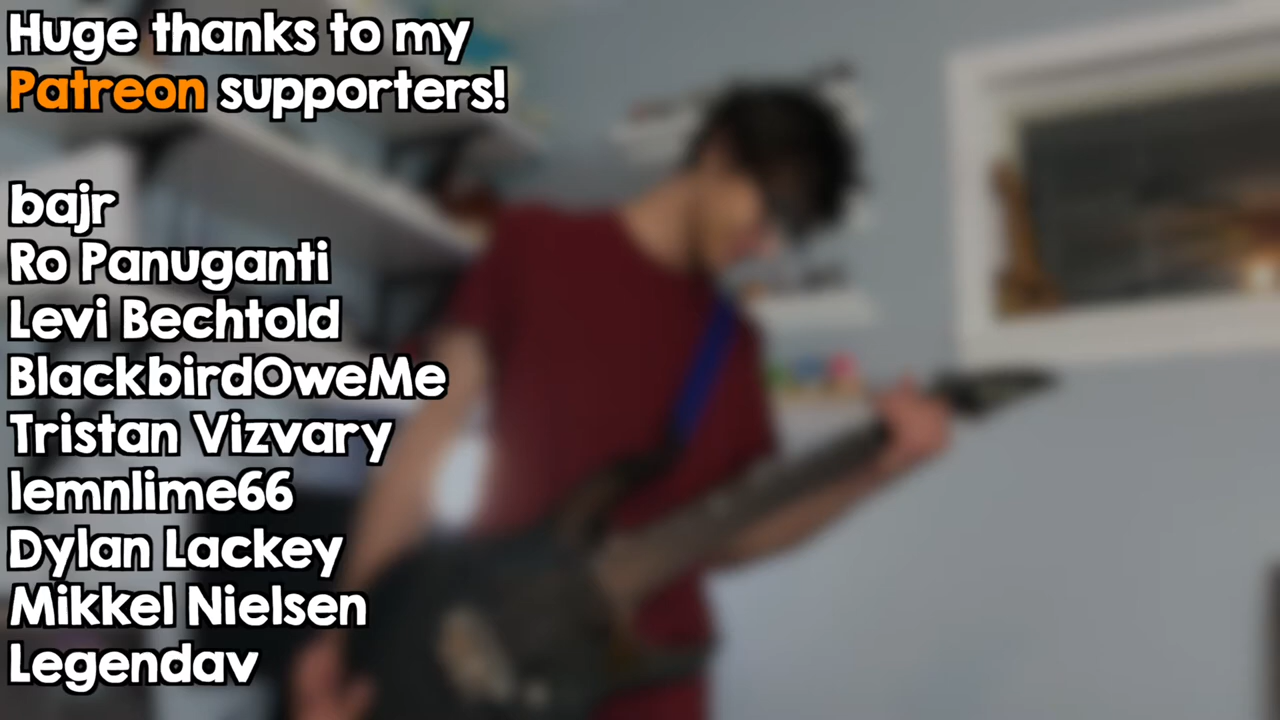 Huge thanks to my
Patreon supporters!
bajr
Ro Panuganti
Levi Bechtold
BlackbirdOweMe
Tristan Vizvary
lemnlime66
Dylan Lackey
Mikkel Nielsen
Legendav